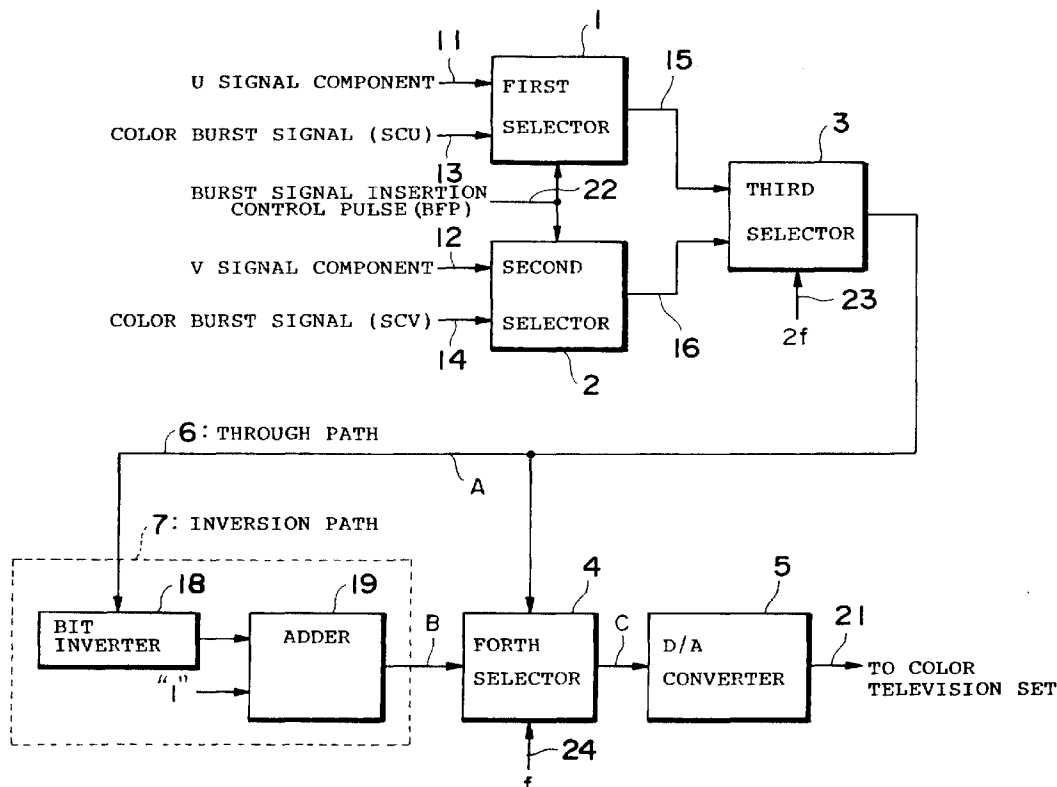 1
11
15
U SIGNAL COMPONENT
FIRST
SELECTOR
COLOR BURST SIGNAL (SCU)
13
3
BURST SIGNAL INSERTION
CONTROL PULSE (BFP)
22
THIRD
SELECTOR
12
V SIGNAL COMPONENT
SECOND
SELECTOR
COLOR BURST SIGNAL (SCV)
14
16
23
2f
2
6: THROUGH PATH
A
7: INVERSION PATH
18
19
4
5
BIT
INVERTER
ADDER
B
FORTH
SELECTOR
C
D/A
CONVERTER
21
"1"
TO COLOR
TELEVISION SET
24
f